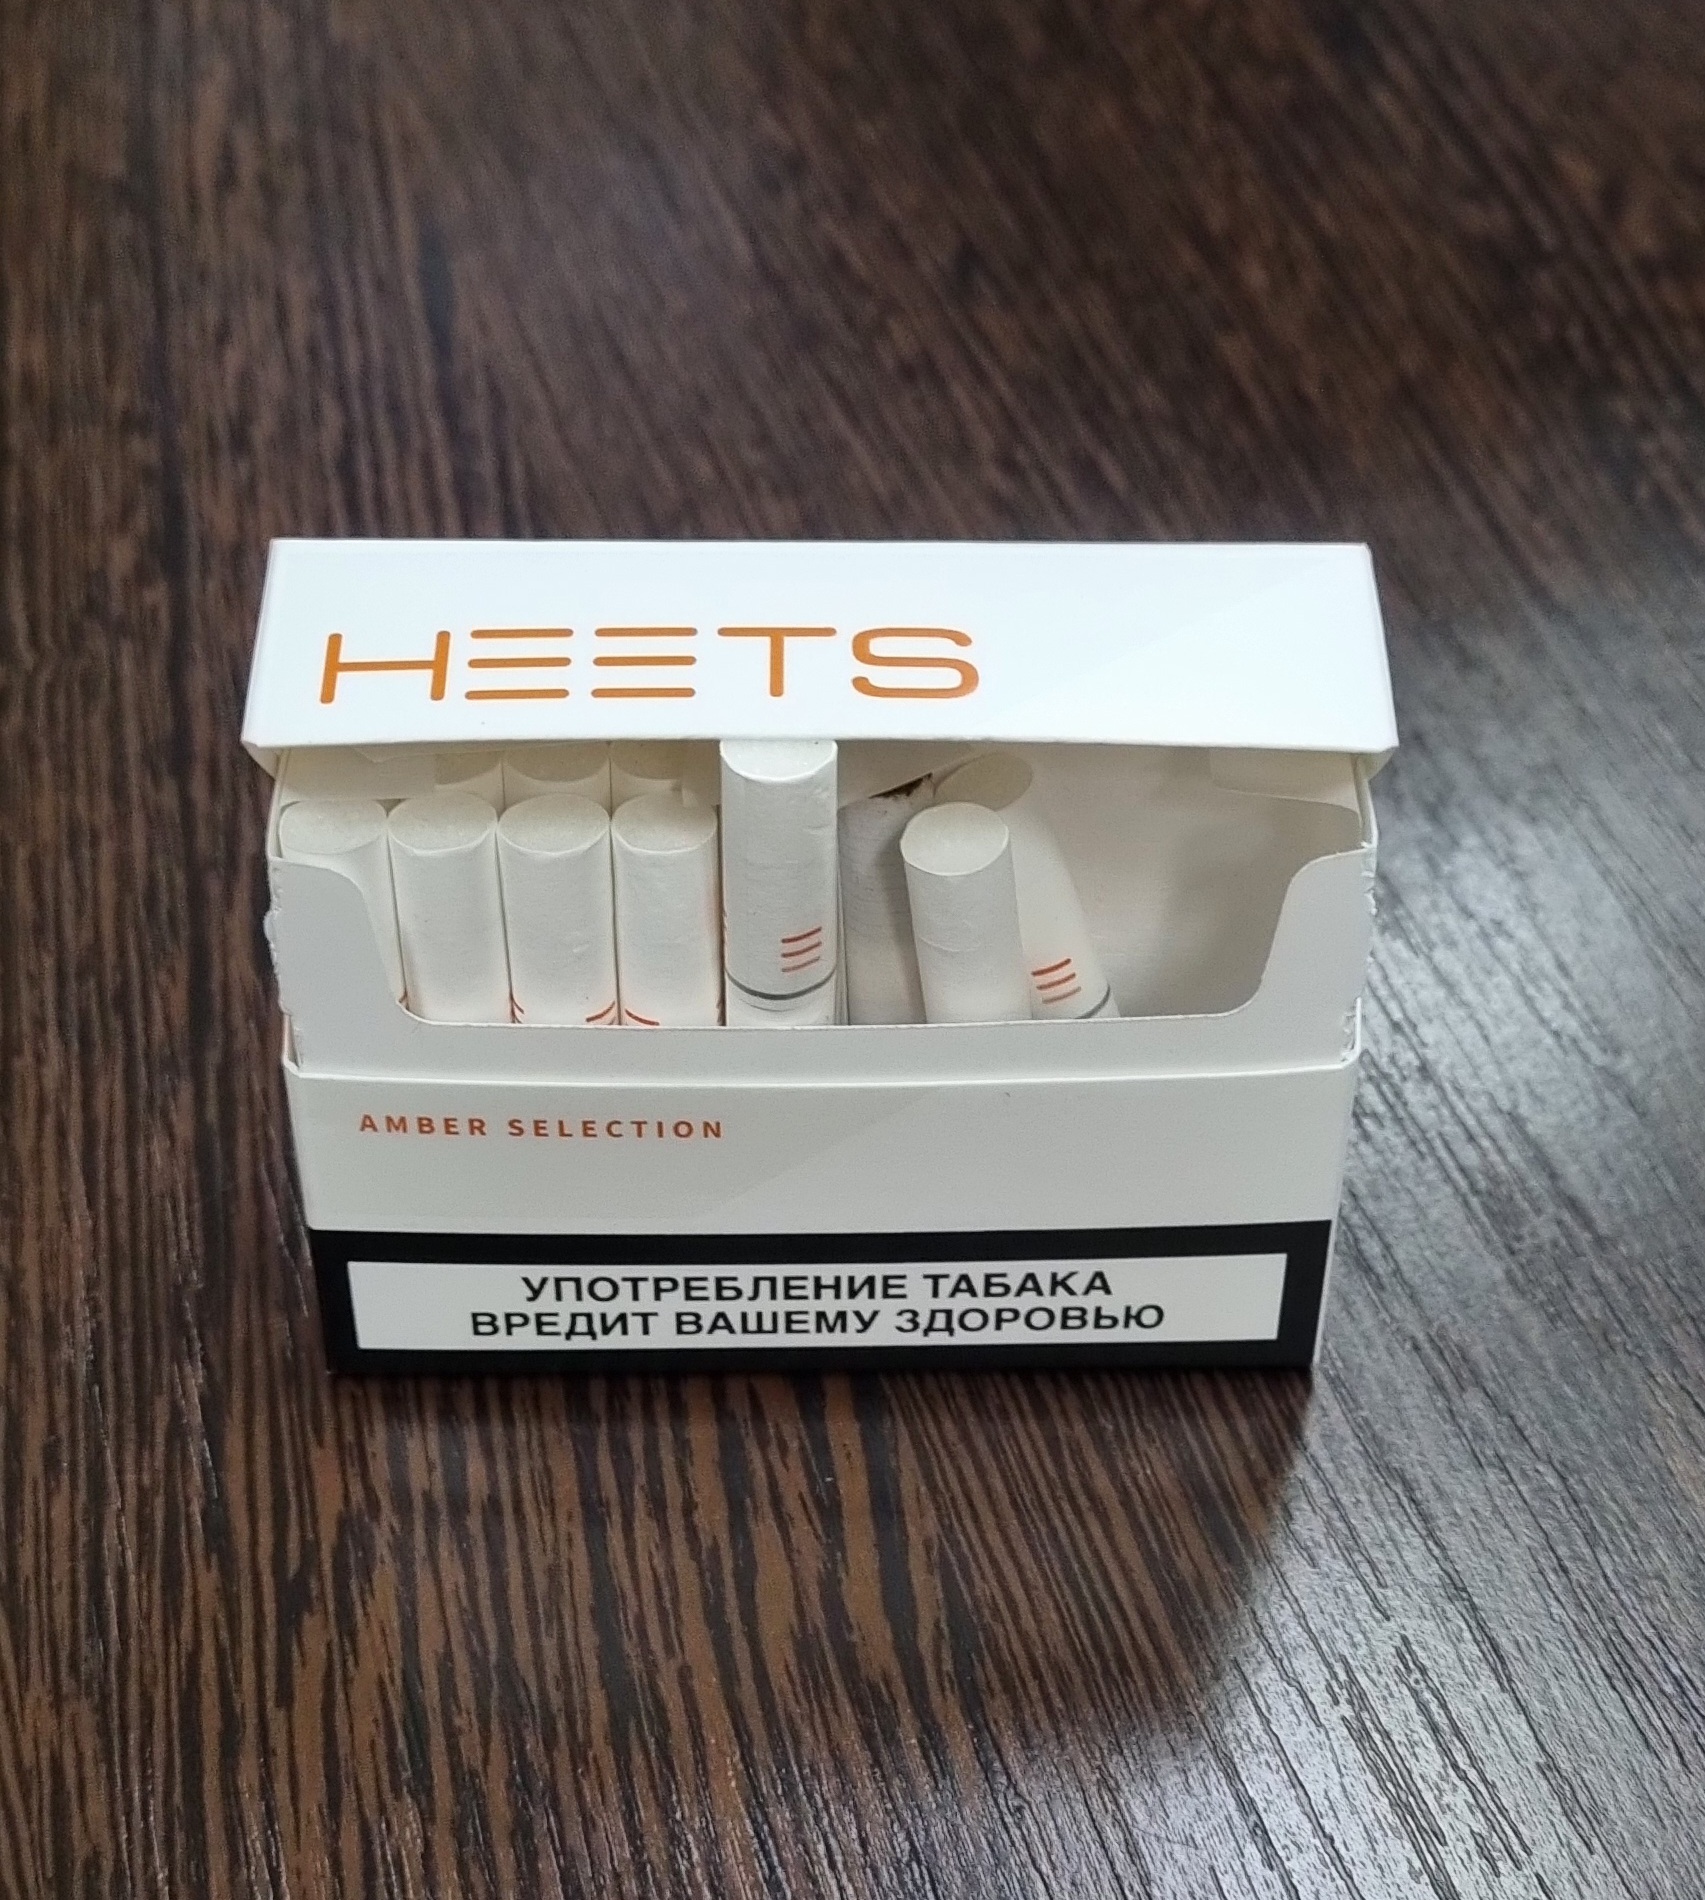 HEETS
AMBER SELECTION
УПОТРЕБЛЕНИЕ ТАБАКА
ВРЕДИТ ВАШЕМУ ЗДОРОВЬЮ